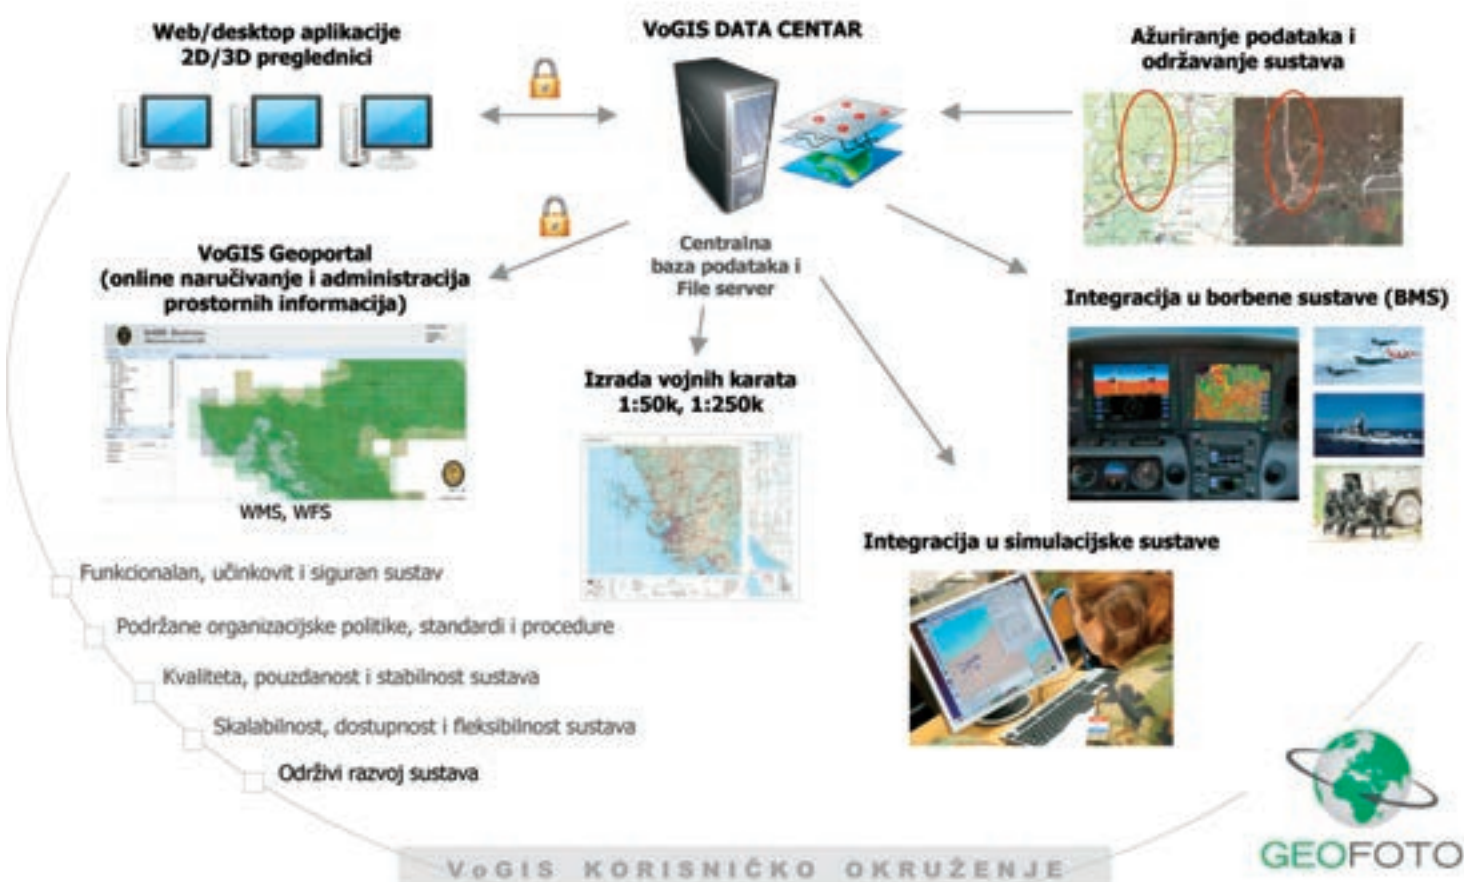 Web/desktop aplikacije
2D/3D preglednici
VoGIS DATA CENTAR
Ažuriranje podataka i
održavanje sustava
VoGIS Geoportal
(online naručivanje i administracija
prostornih informacija)
Centralna
baza podataka i
File server
Integracija u borbene sustave (BMS)
Izrada vojnih karata
1:50k, 1:250k
WMS, WFS
Integracija u simulacijske sustave
Funkcionalan, učinkovit i siguran sustav
Podržane organizacijske politike, standardi i procedure
Kvaliteta, pouzdanost i stabilnost sustava
Skalabilnost, dostupnost i fleksibilnost sustava
Održivi razvoj sustava
GEOFOTO
VoGIS KORISNIČKO OKRUŽENJE